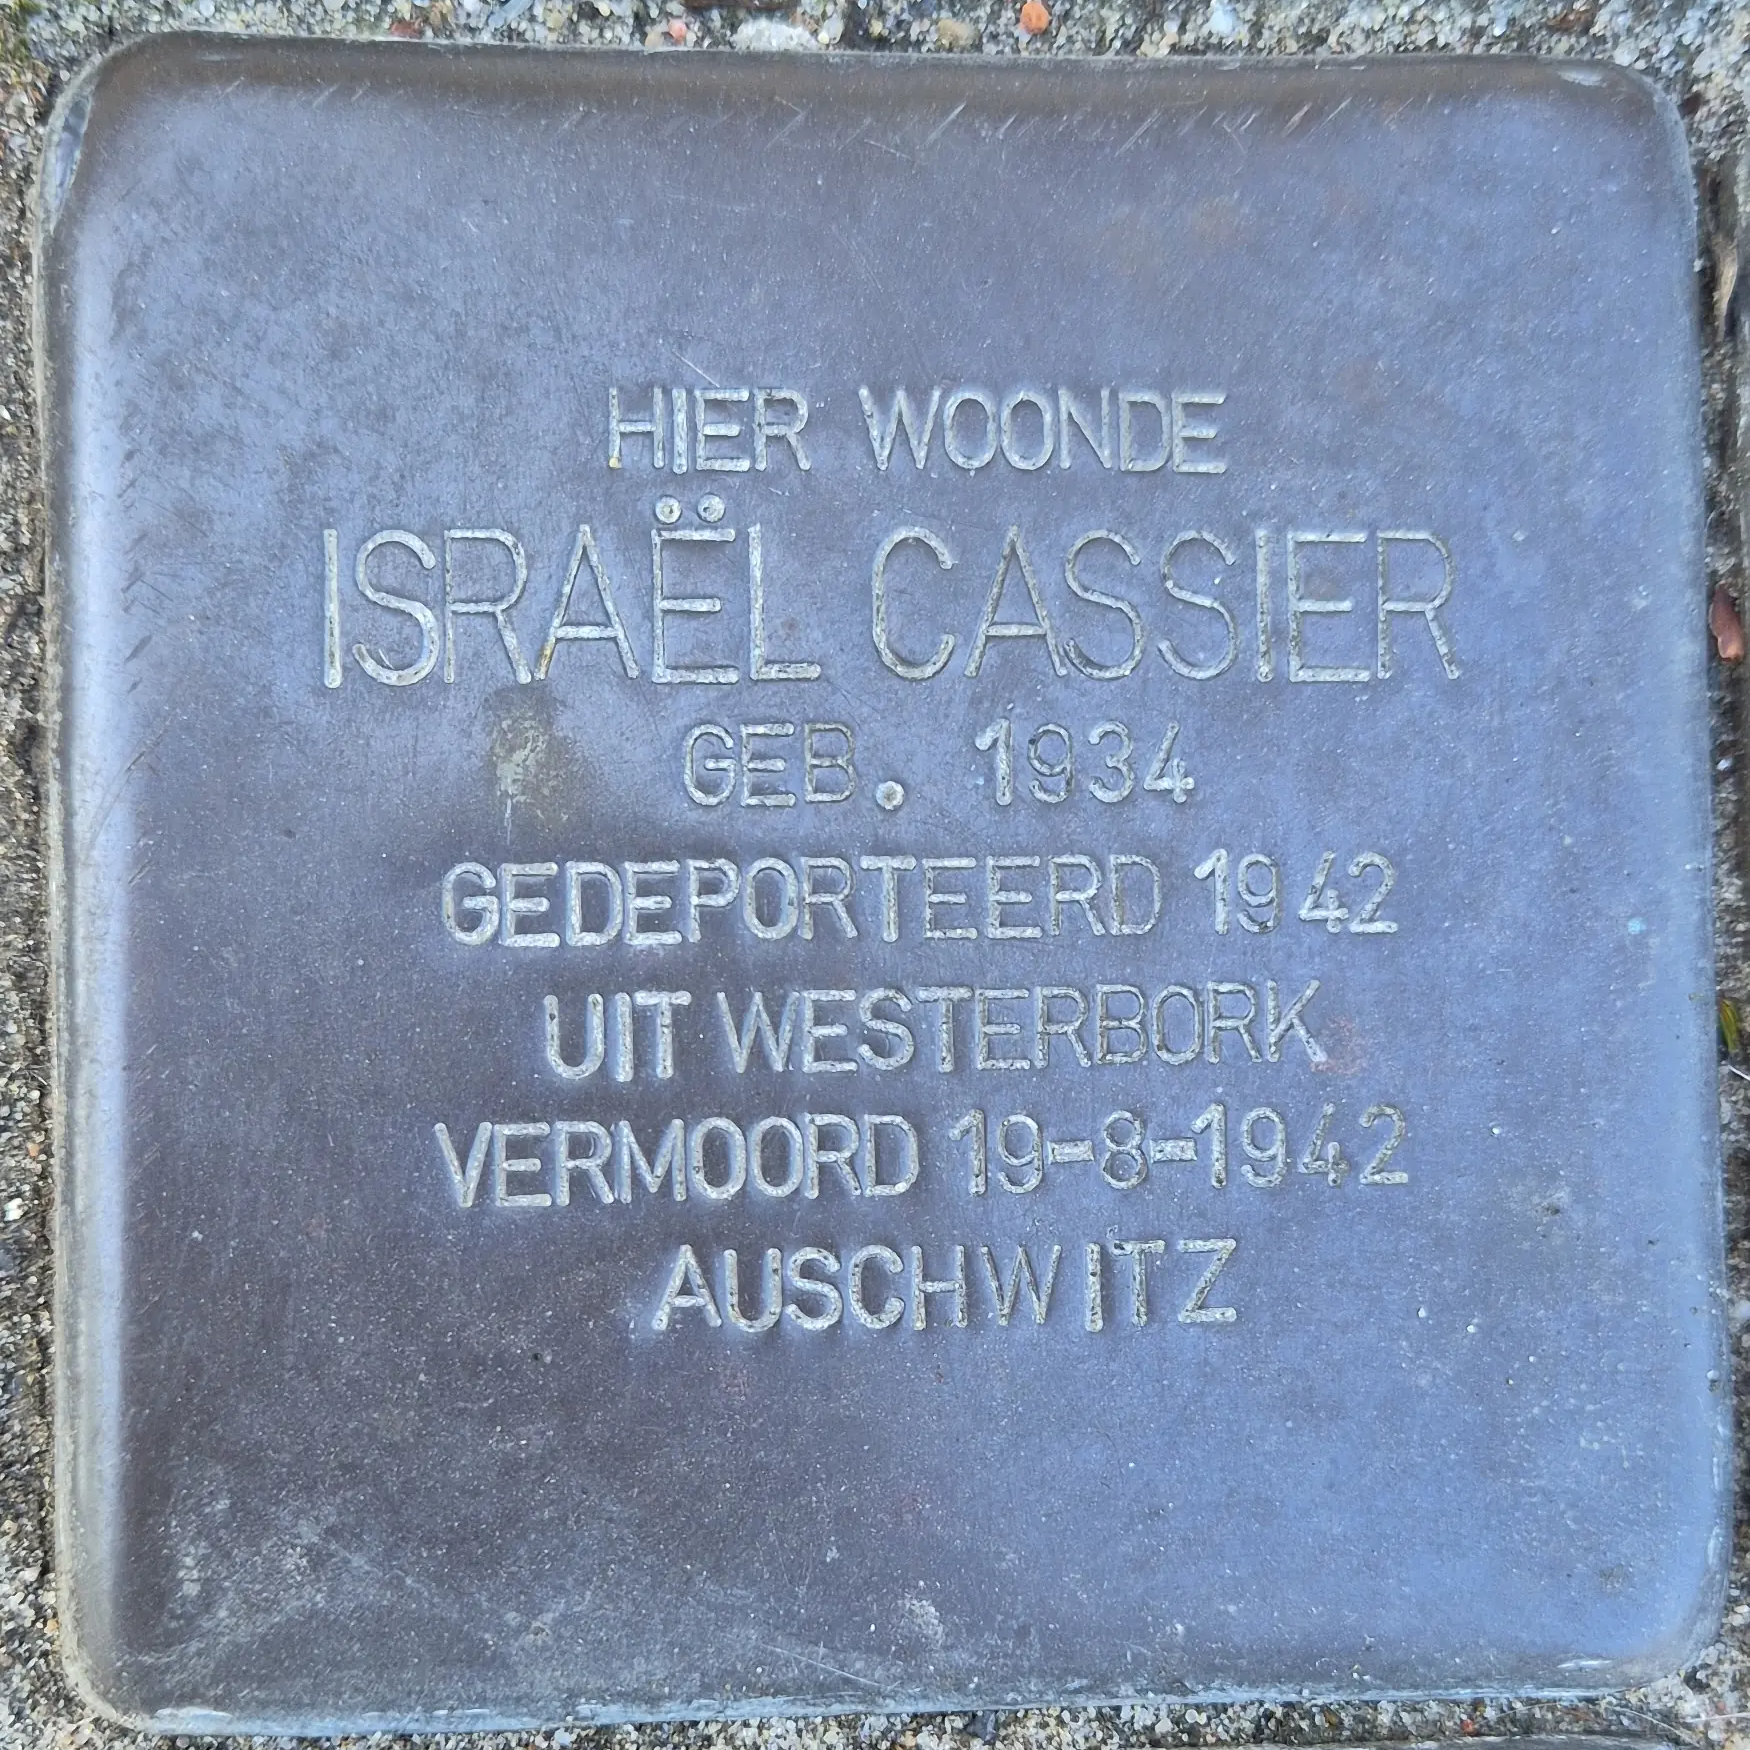 HIER WOONDE
ISRAËL CASSIER
GEB. 1934
GEDEPORTEERD 1942
UIT WESTERBORK
VERMOORD 19-8-1942
AUSCHWITZ